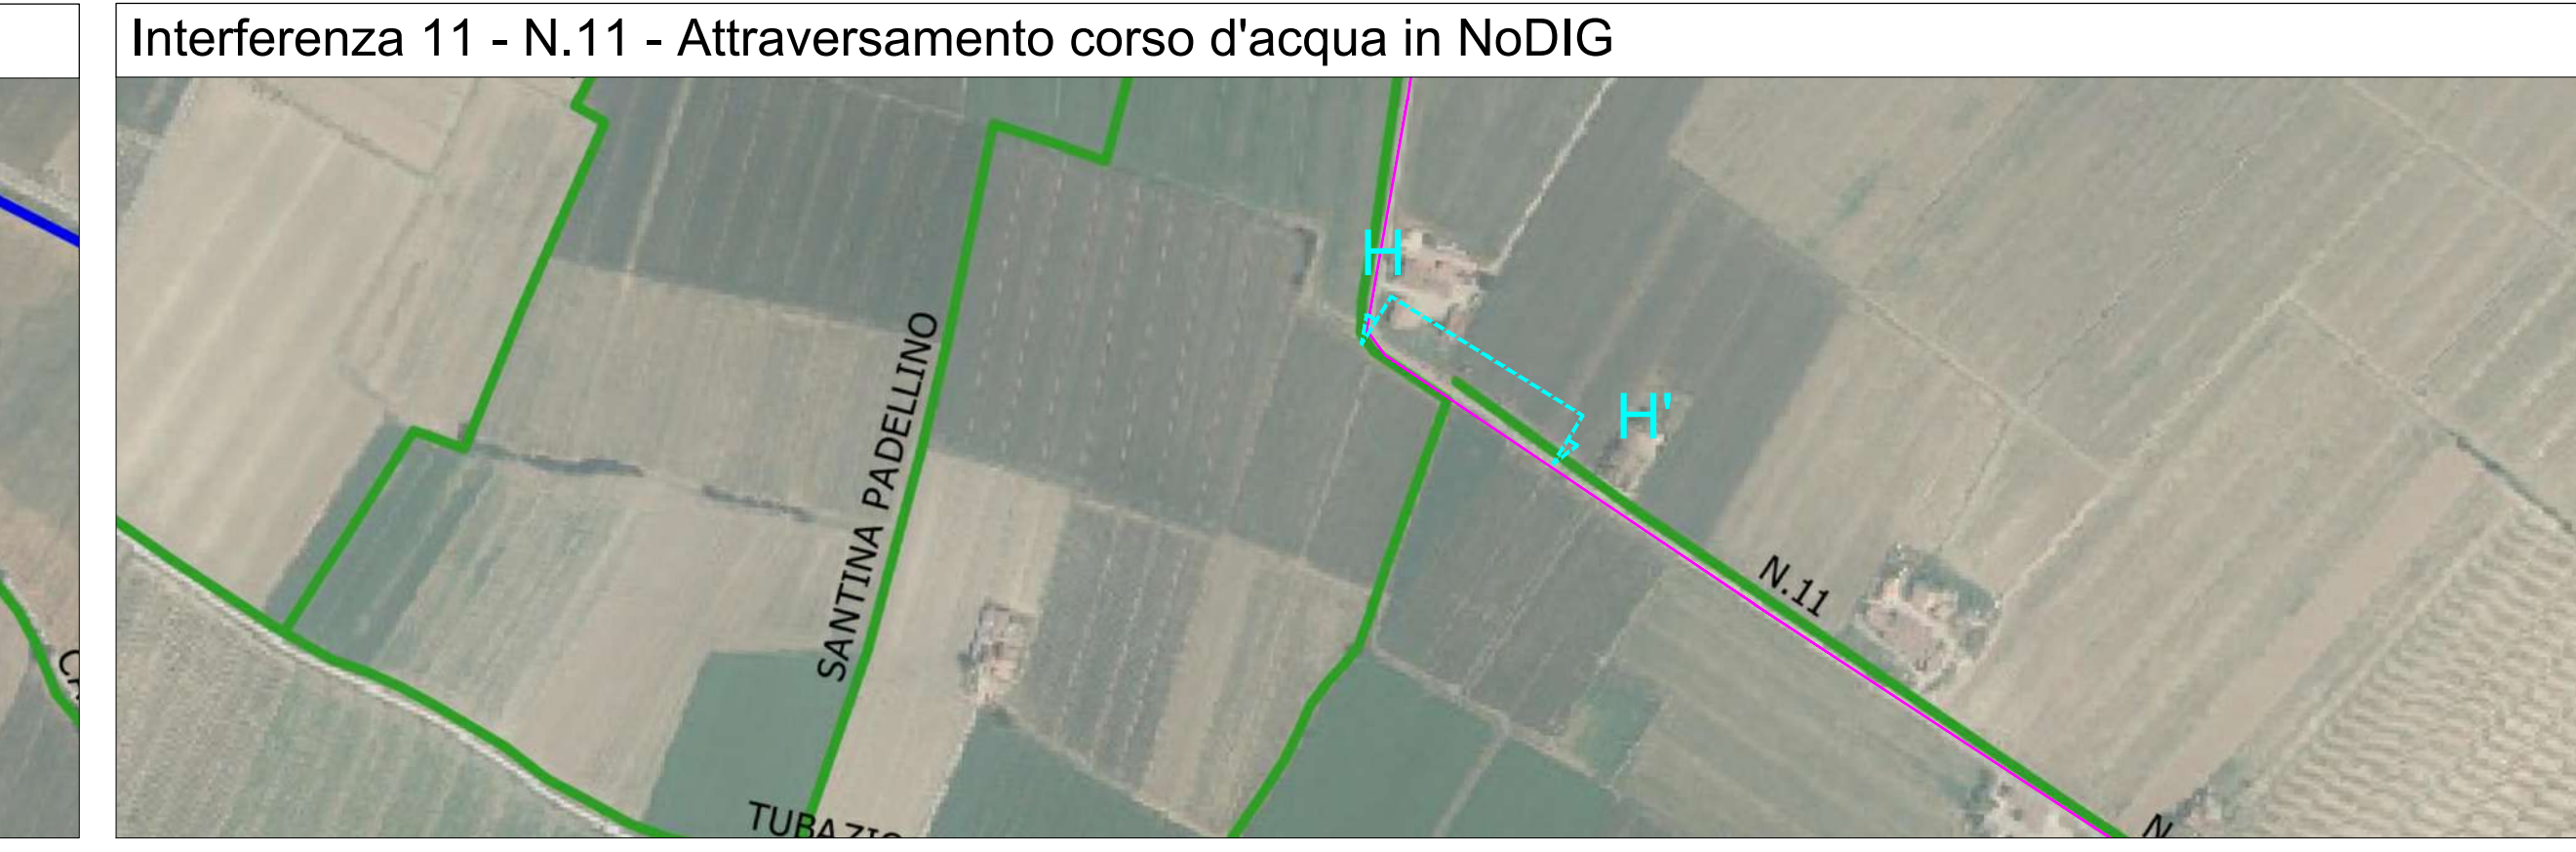 Interferenza 11 - N.11 - Attraversamento corso d'acqua in NoDIG
H
H'
SANTINA PADELLINO
N.11